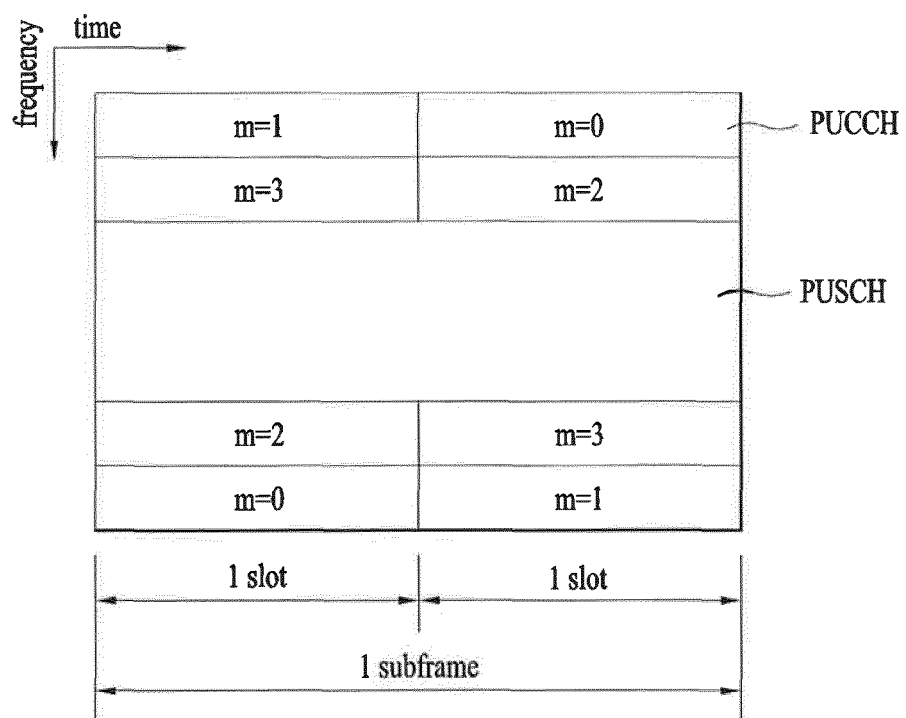 time
frequency
m=1
m=0
PUCCH
m=3
m=2
PUSCH
m=2
m=3
m=0
m=1
1 slot
1 slot
1 subframe